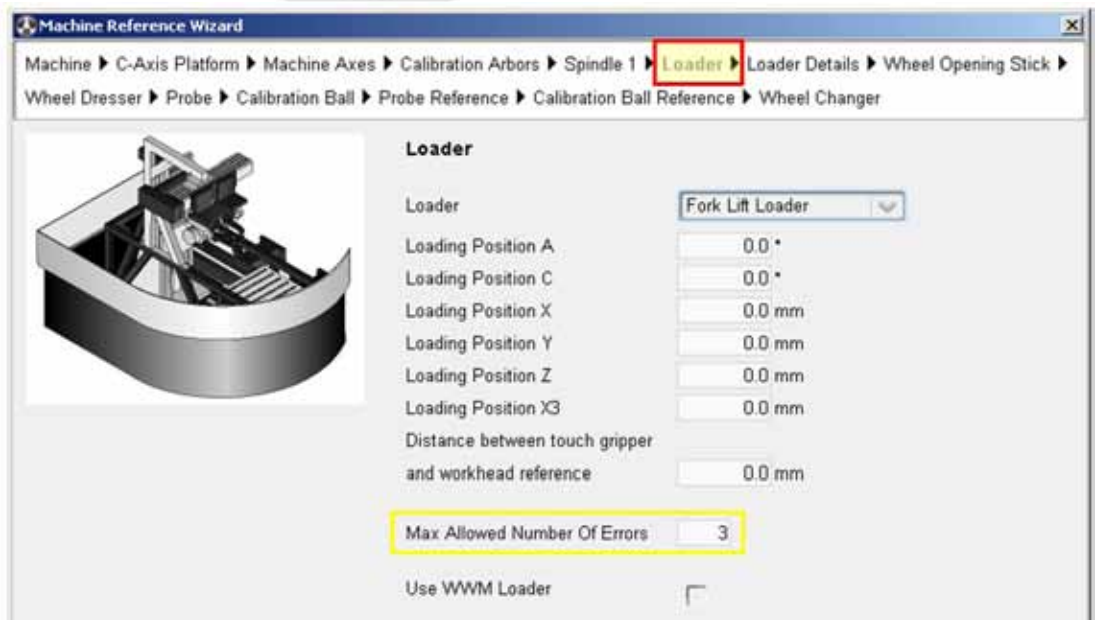 Machine Reference Wizard
Machine ▶ C-Axis Platform ▶ Machine Axes ▶ Calibration Arbors ▶ Spindle 1 ▶ Loader ▶ Loader Details ▶ Wheel Opening Stick ▶
Wheel Dresser ▶ Probe ▶ Calibration Ball ▶ Probe Reference ▶ Calibration Ball Reference ▶ Wheel Changer
Loader
Loader Fork Lift Loader
Loading Position A 0.0 °
Loading Position C 0.0 °
Loading Position X 0.0 mm
Loading Position Y 0.0 mm
Loading Position Z 0.0 mm
Loading Position X3 0.0 mm
Distance between touch gripper
and workhead reference 0.0 mm
Max Allowed Number Of Errors 3
Use WWM Loader